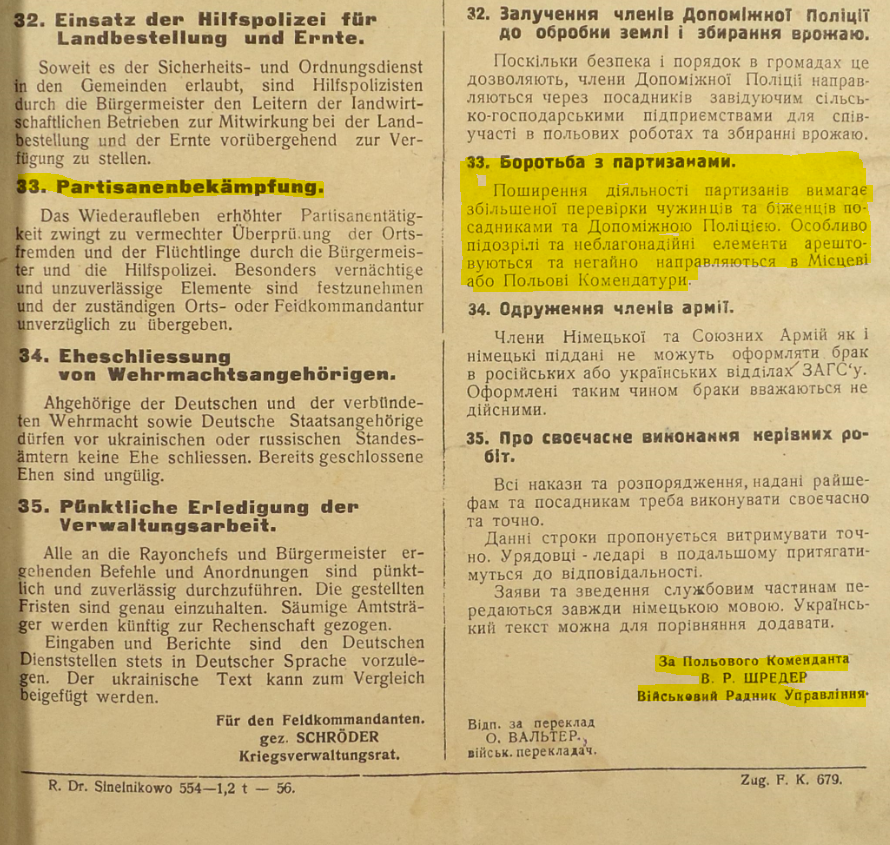 32. Einsatz der Hilfspolizei für
Landbestellung und Ernte.
Soweit es der Sicherheits- und Ordnungsdienst
in den Gemeinden erlaubt, sind Hilfspolizisten
durch die Bürgermeister den Leitern der landwirt-
schaftlichen Betrieben zur Mitwirkung bei der Land-
bestellung und der Ernte vorübergehend zur Ver-
fügung zu stellen.
33. Partisanenbekämpfung.
Das Wiederaufleben erhöhter Partisanentätig-
keit zwingt zu vermechter Überprü.ung der Orts-
fremden und der Flüchtlinge durch die Bürgermeis-
ter und die Hilfspolizei. Besonders vernächtige
und unzuverlässige Elemente sind festzunehmen
und der zuständigen Orts- oder Feidkommandantur
unverzüglich zu übergeben.
34. Eheschliessung
von Wehrmachtsangehörigen.
Ahgehörige der Deutschen und der verbünde-
ten Wehrmacht sowie Deutsche Staatsangehörige
dürfen vor ukrainischen oder russischen Standes-
ämtern keine Ehe schliessen. Bereits geschlossene
Ehen sind ungülig.
35. Pünktliche Erledigung der
Verwaltungsarbeit.
Alle an die Rayonchefs und Bürgermeister er-
gehenden Befehle und Anordnungen sind pünkt-
lich und zuverlässig durchzuführen. Die gestellten
Fristen sind genau einzuhalten. Säumige Amtsträ-
ger werden künftig zur Rechenschaft gezogen.
Eingaben und Berichte sind den Deutschen
Dienststellen stets in Deutscher Sprache vorzule-
gen. Der ukrainische Text kann zum Vergleich
beigefügt werden.
Für den Feldkommandanten.
gez. SCHRÖDER
Kriegsverwaltungsrat.
32. Залучення членів Допоміжної Поліції
до обробки землі і збирання врожаю.
Поскільки безпека і порядок в громадах це
дозволяють, члени Допоміжної Поліції направ-
ляються через посадників завідуючим сільсь-
ко-господарськими підприємствами для спів-
участі в польових роботах та збиранні врожаю.
33. Боротьба з партизанами.
Поширення діяльності партизанів вимагає
збільшеної перевірки чужинців та біженців по-
садниками та Допоміжною Поліцією. Особливо
підозрілі та неблагонадійні елементи арешто-
вуються та негайно направляються в Місцеві
або Польові Комендатури.
34. Одруження членів армії.
Члени Німецької та Союзних Армій як і
німецькі піддані не можуть оформляти брак
в російських або українських відділах ЗАГС'у.
Оформлені таким чином браки вважаються не
дійсними.
35. Про своєчасне виконання керівних ро-
біт.
Всі накази та розпорядження, надані райше-
фам та посадникам треба виконувати своєчасно
та точно.
Данні строки пропонується витримувати точ-
но. Урядовці - ледарі в подальшому притягати-
муться до відповідальності.
Заяви та зведення службовим частинам пе-
редаються завжди німецькою мовою. Українсь-
кий текст можна для порівняння додавати.
За Польового Коменданта
В. Р. ШРЕДЕР
Військовий Радник Управління.
Відп. за переклад
О. ВАЛЬТЕР.,
військ. перекладач.
R. Dr. Sinelnikowo 554—1,2 t — 56.
Zug. F. K. 679.